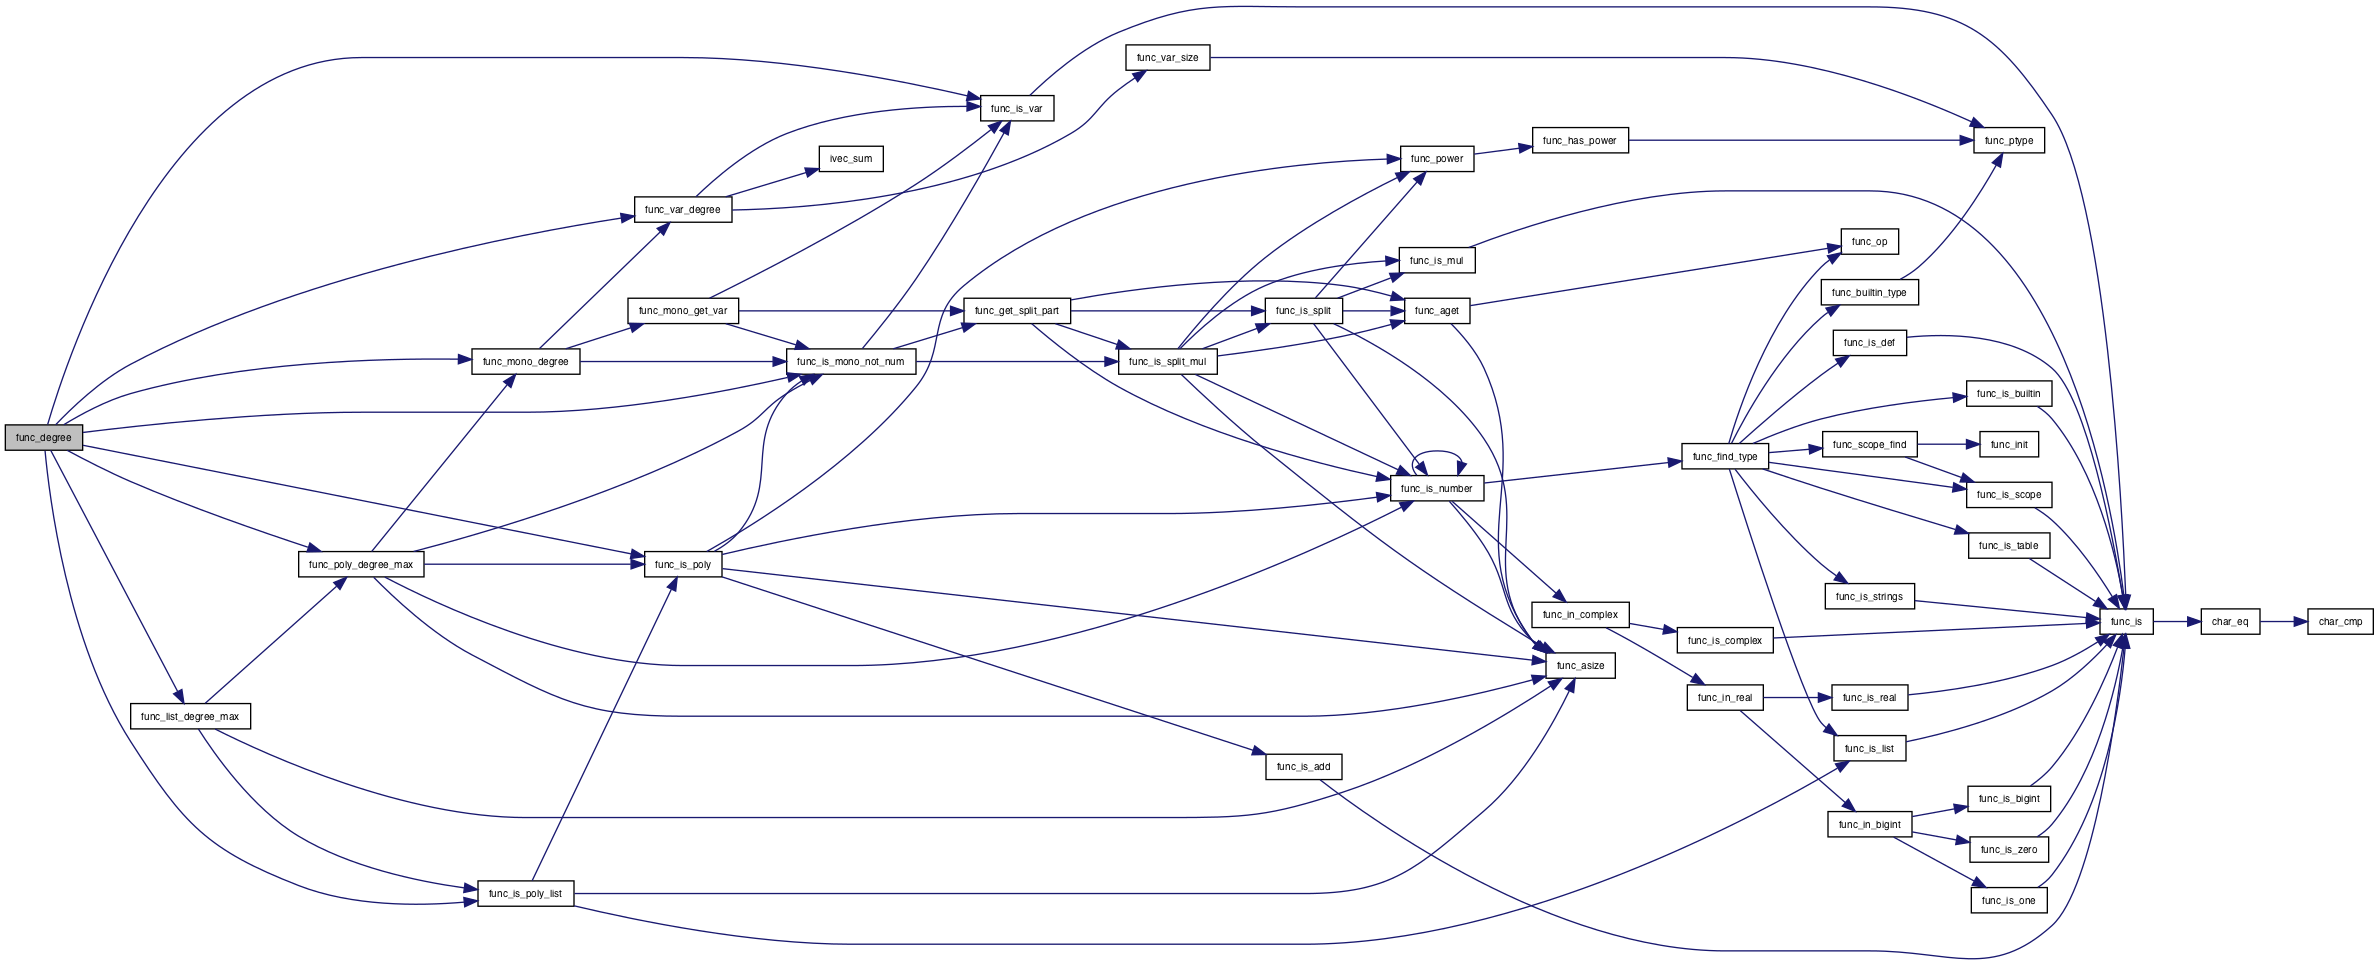 func_degree
func_poly_degree_max
func_list_degree_max
func_mono_degree
func_is_poly_list
func_var_degree
func_mono_get_var
func_is_poly
ivec_sum
func_is_mono_not_num
func_is_var
func_get_split_part
func_var_size
func_is_split_mul
func_is_split
func_is_add
func_power
func_is_mul
func_aget
func_is_number
func_has_power
func_in_complex
func_asize
func_find_type
func_is_complex
func_in_real
func_op
func_builtin_type
func_is_def
func_scope_find
func_is_strings
func_is_real
func_is_list
func_in_bigint
func_ptype
func_is_builtin
func_init
func_is_scope
func_is_table
func_is_bigint
func_is_zero
func_is_one
func_is
char_eq
char_cmp